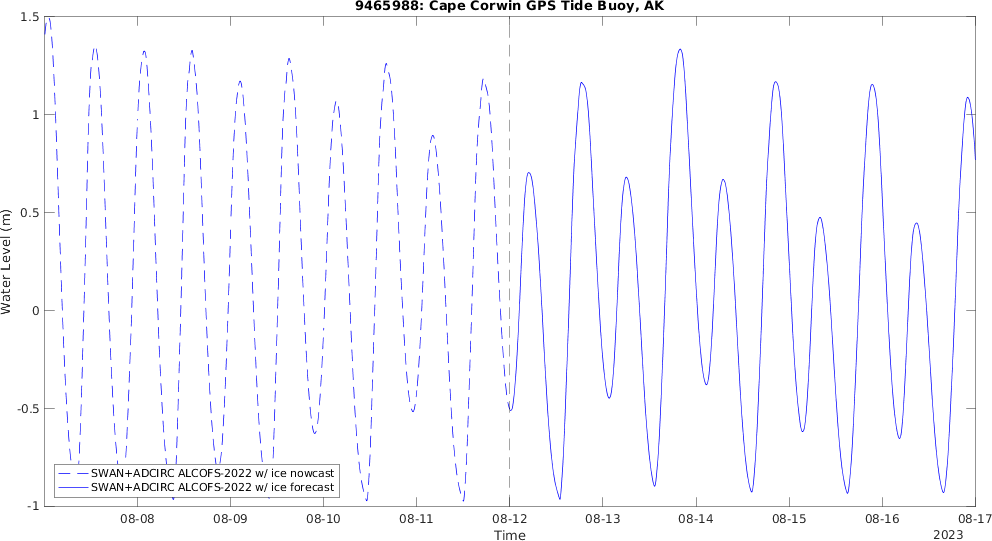 9465988: Cape Corwin GPS Tide Buoy, AK
1.5
1
0.5
0
-0.5
-1
Water Level (m)
SWAN+ADCIRC ALCOFS-2022 w/ ice nowcast
SWAN+ADCIRC ALCOFS-2022 w/ ice forecast
08-08 08-09 08-10 08-11 08-12 08-13 08-14 08-15 08-16 08-17
Time
2023